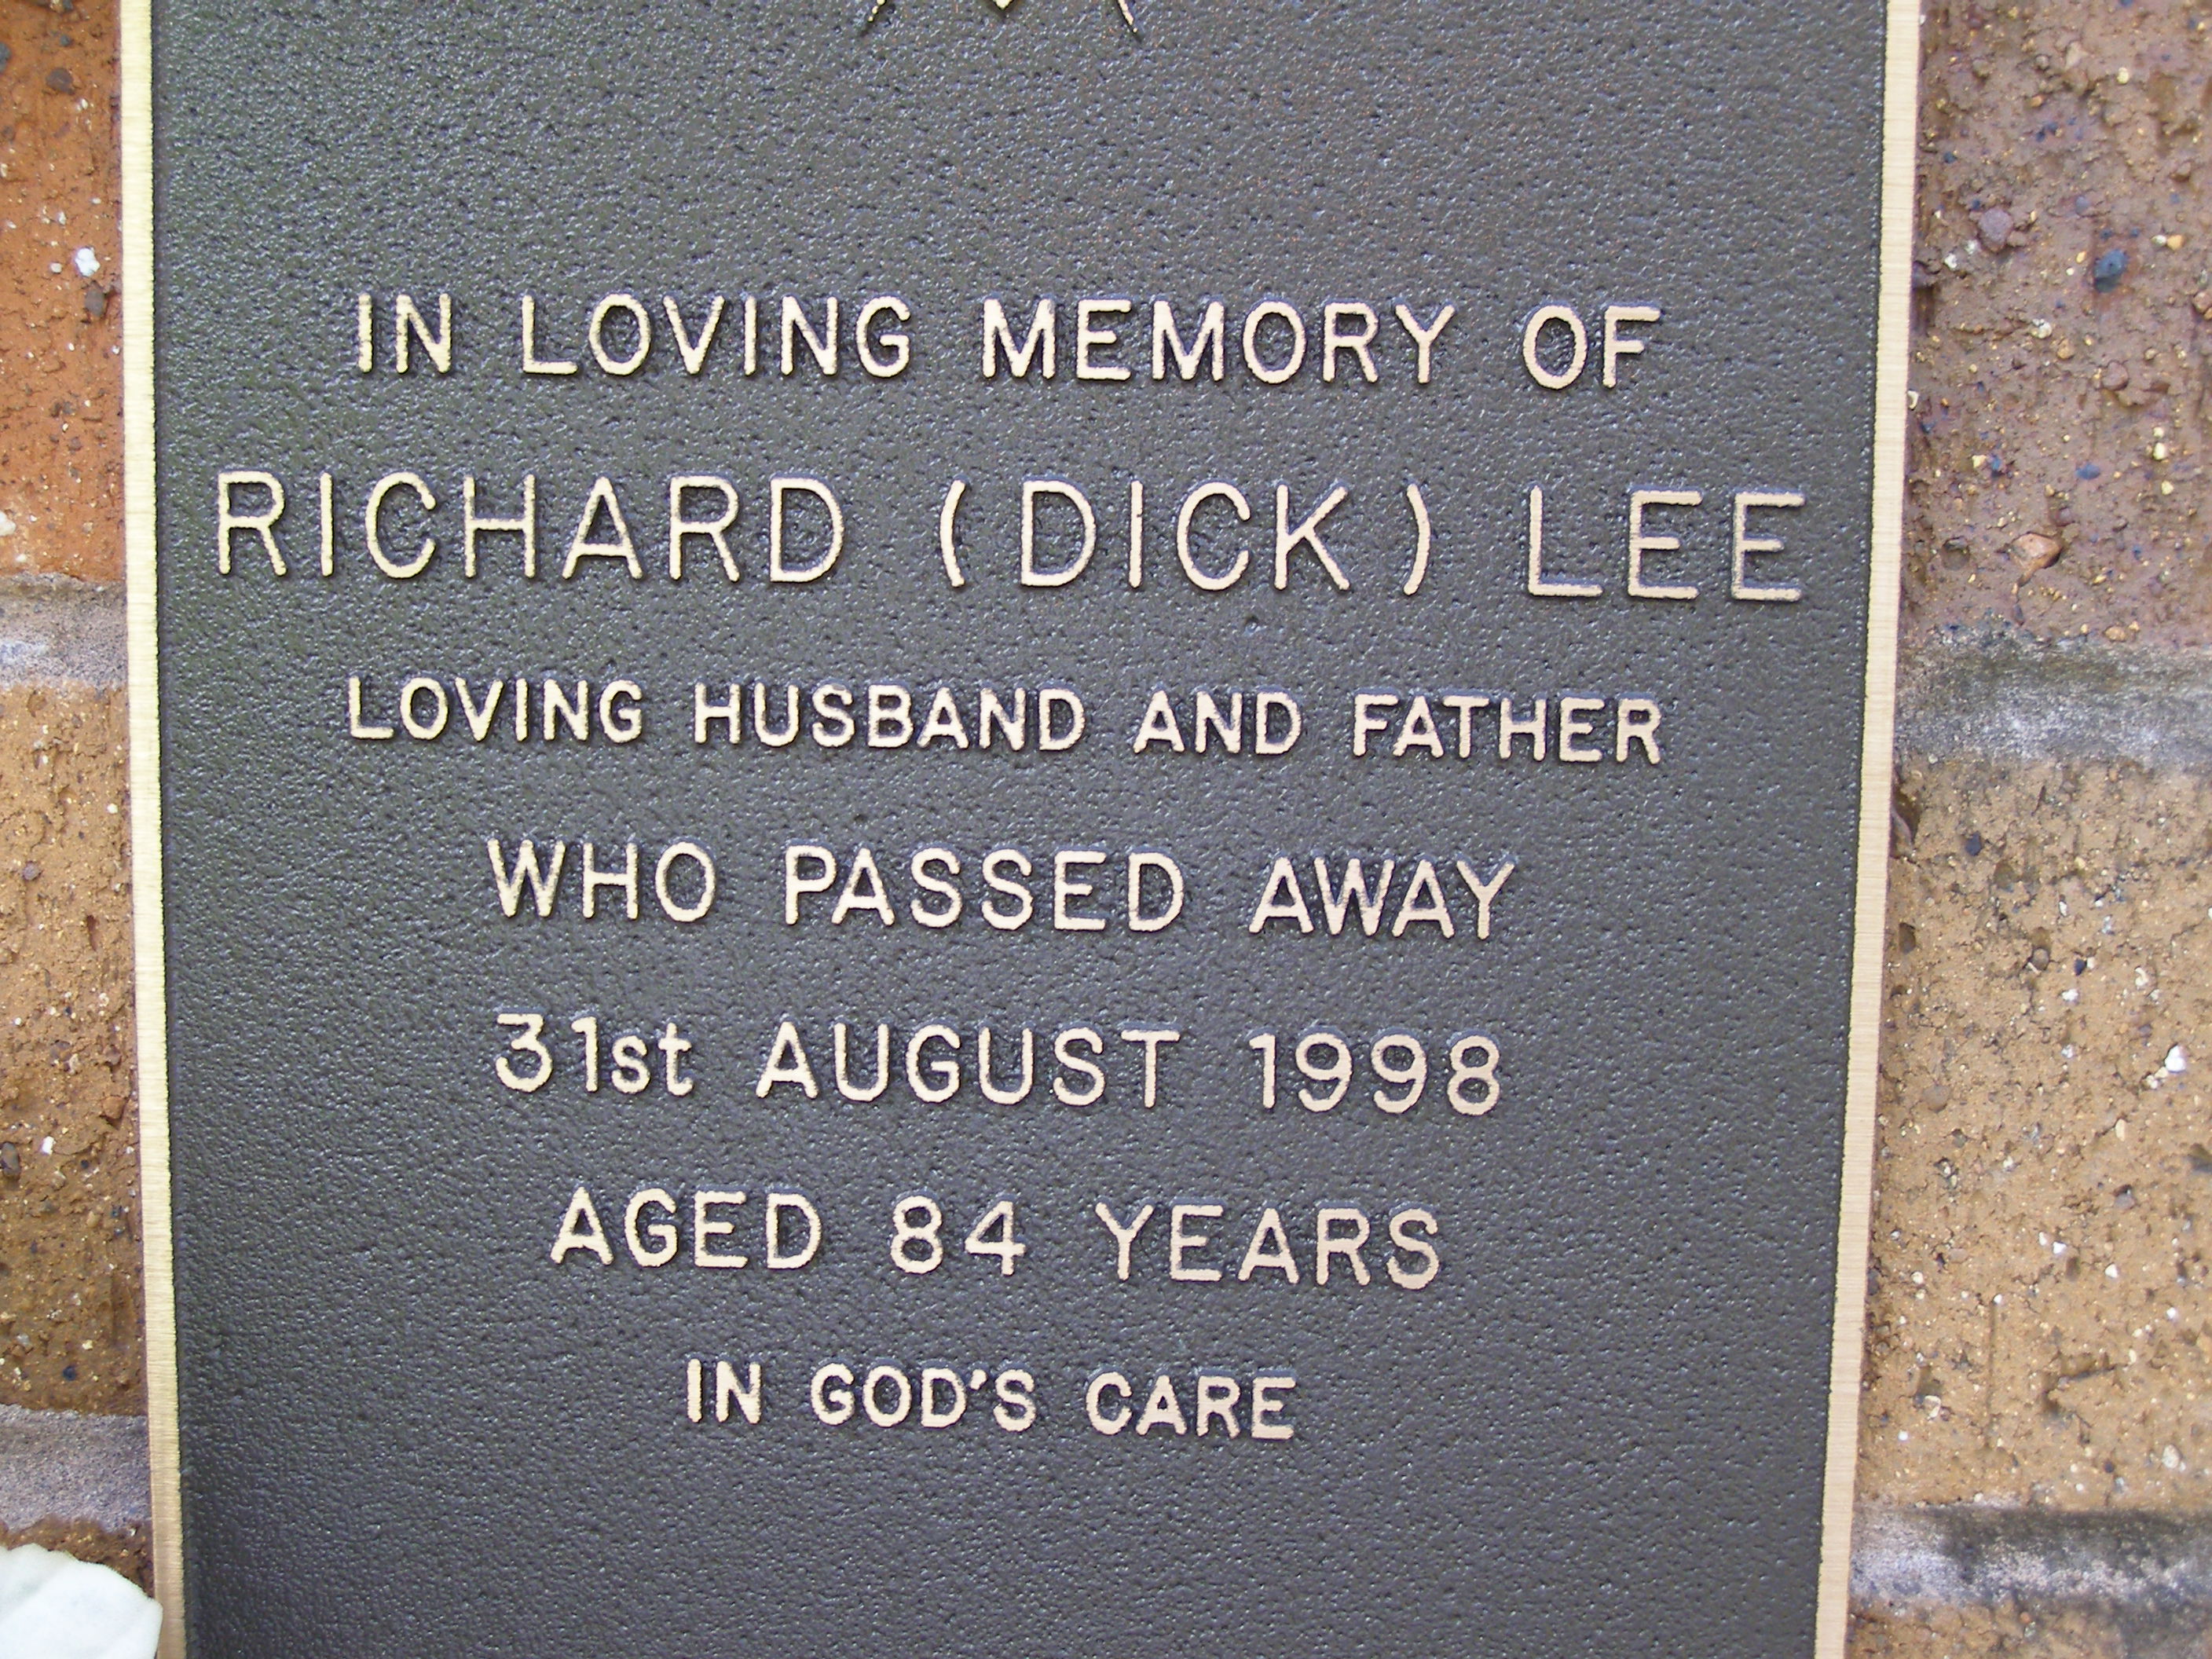 IN LOVING MEMORY OF
RICHARD (DICK) LEE
LOVING HUSBAND AND FATHER
WHO PASSED AWAY
31st AUGUST 1998
AGED 84 YEARS
IN GOD'S CARE